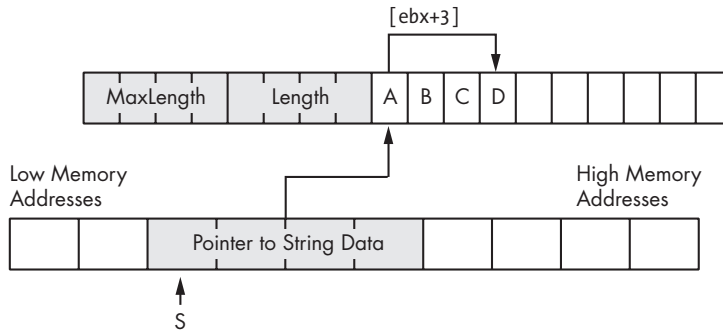 [ebx+3]
MaxLength Length A B C D
Low Memory
Addresses
High Memory
Addresses
Pointer to String Data
S